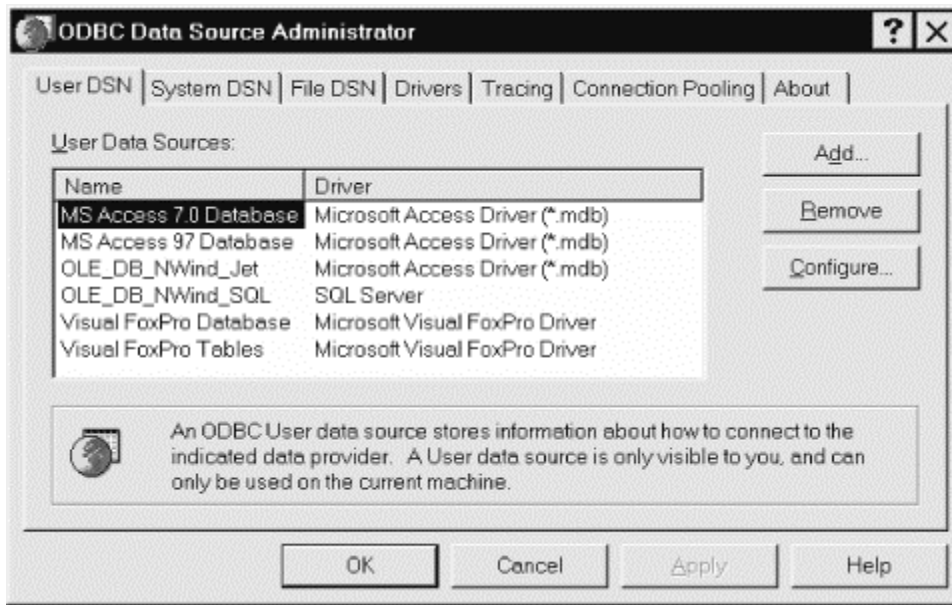 ODBC Data Source Administrator
User DSN System DSN File DSN Drivers Tracing Connection Pooling About
User Data Sources:
Name Driver
MS Access 7.0 Database Microsoft Access Driver (*.mdb)
MS Access 97 Database Microsoft Access Driver (*.mdb)
OLE_DB_NWind_Jet Microsoft Access Driver (*.mdb)
OLE_DB_NWind_SQL SQL Server
Visual FoxPro Database Microsoft Visual FoxPro Driver
Visual FoxPro Tables Microsoft Visual FoxPro Driver
Add...
Remove
Configure...
An ODBC User data source stores information about how to connect to the
indicated data provider. A User data source is only visible to you, and can
only be used on the current machine.
OK Cancel Apply Help